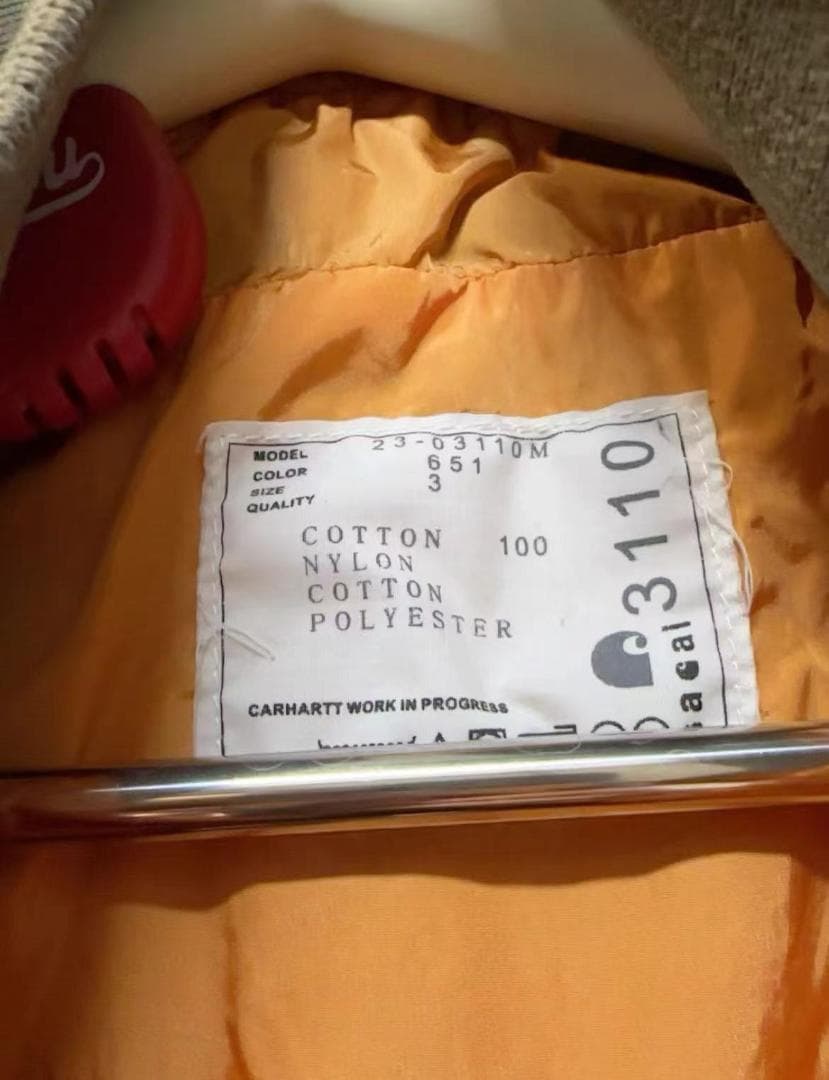 MODEL 23-03110M
COLOR 651
SIZE 3
QUALITY
COTTON 100
NYLON
COTTON
POLYESTER
CARHARTT WORK IN PROGRESS
3110
sacai